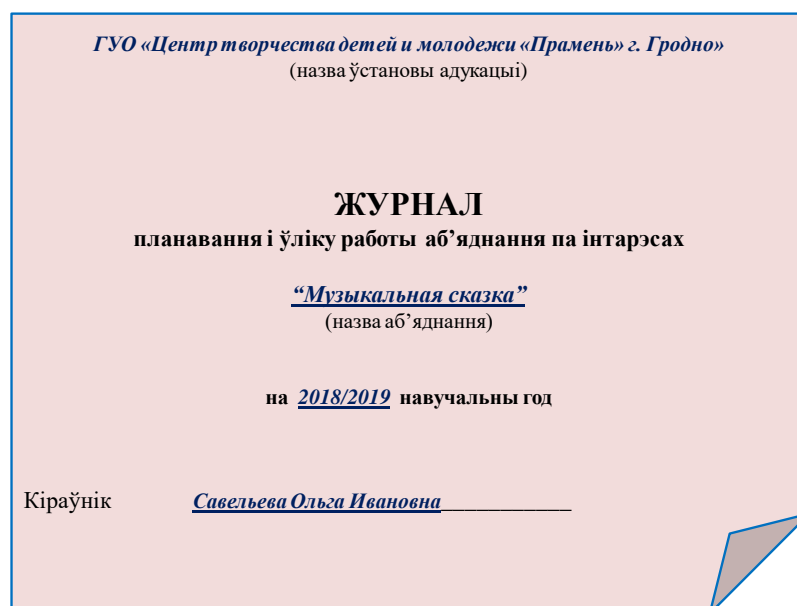 ГУО «Центр творчества детей и молодежи «Прамень» г. Гродно»
(назва ўстановы адукацыі)
ЖУРНАЛ
планавання і ўліку работы аб’яднання па інтарэсах
“Музыкальная сказка”
(назва аб’яднання)
на 2018/2019 навучальны год
Кіраўнік Савельева Ольга Ивановна___________